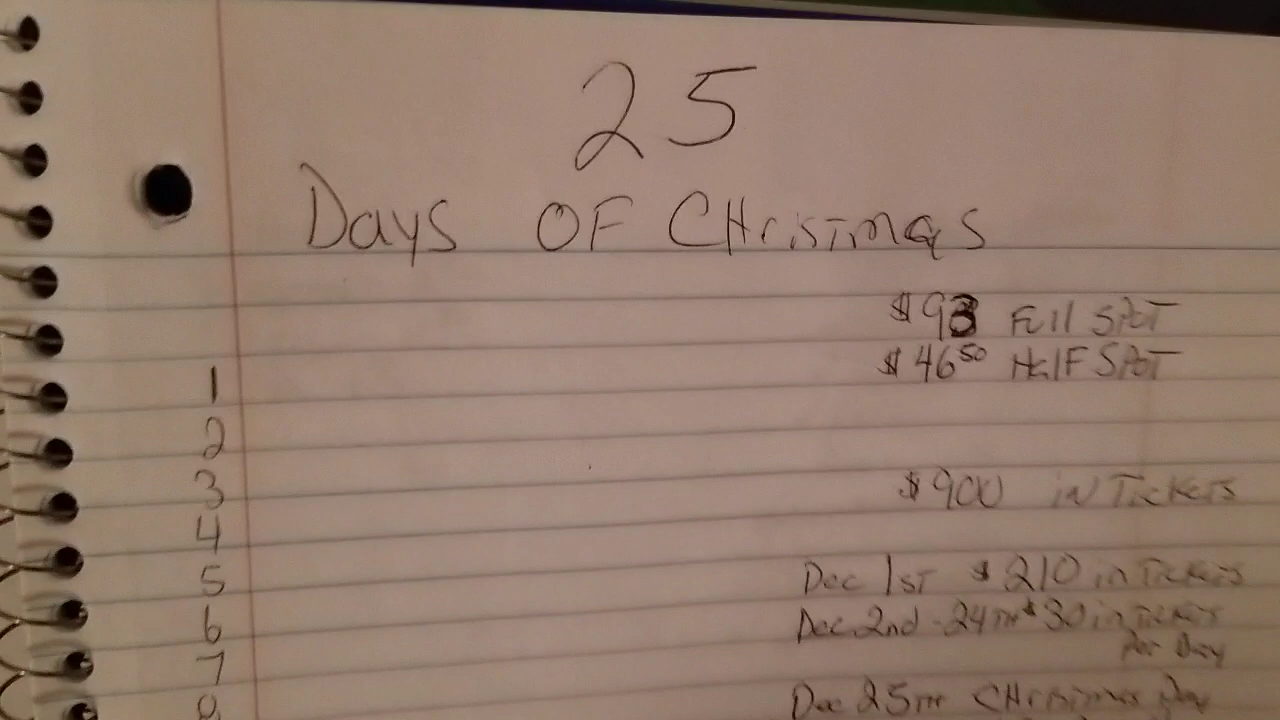 25
Days OF CHristmas
$93 Full SPOT
$46.50 HalF SPOT
1
2
3
$900 in Tickets
4
5
Dec 1st $210 in Tickets
6
Dec 2nd - 24TH $30 in Tickets
Per Day
7
8
Dec 25TH CHristmas Day